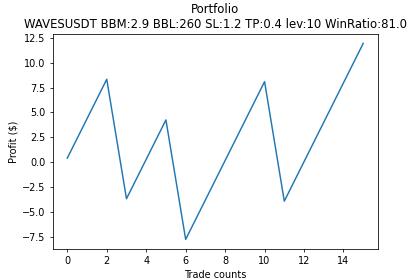 Portfolio
WAVESUSDT BBM:2.9 BBL:260 SL:1.2 TP:0.4 lev:10 WinRatio:81.0
12.5
10.0
7.5
5.0
2.5
0.0
−2.5
−5.0
−7.5
Profit ($)
0 2 4 6 8 10 12 14
Trade counts